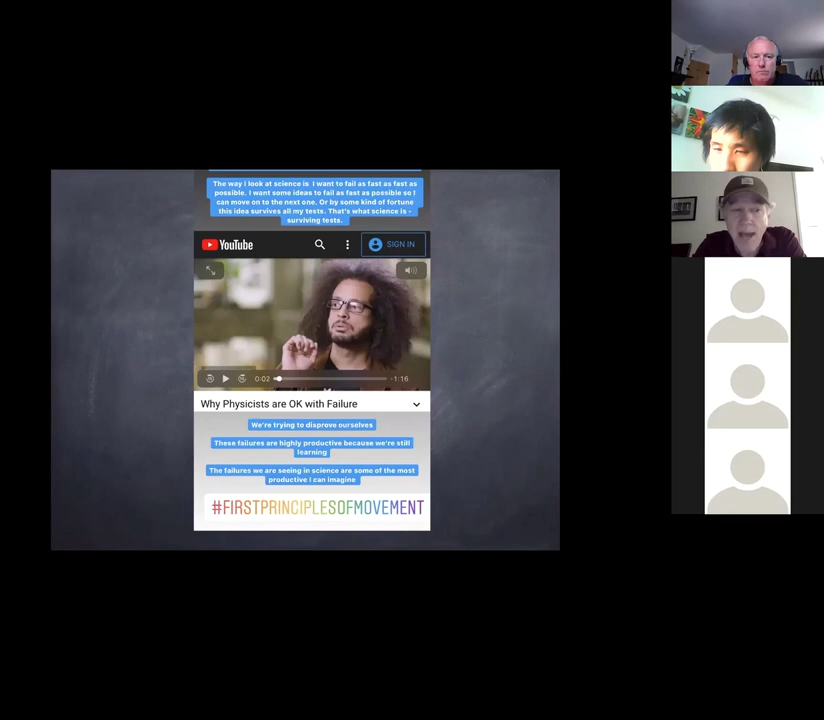 The way I look at science is  I want to fail as fast as fast as
possible. I want some ideas to fail as fast as possible so I
can move on to the next one. Or by some kind of fortune
this idea survives all my tests. That's what science is -
surviving tests.
YouTube
SIGN IN
0:02
-1:16
Why Physicists are OK with Failure
We're trying to disprove ourselves
These failures are highly productive because we're still
learning
The failures we are seeing in science are some of the most
productive I can imagine
#FIRSTPRINCIPLESOFMOVEMENT